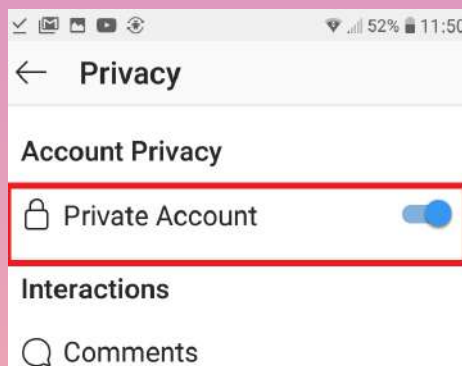 52% 11:50
Privacy
Account Privacy
Private Account
Interactions
Comments